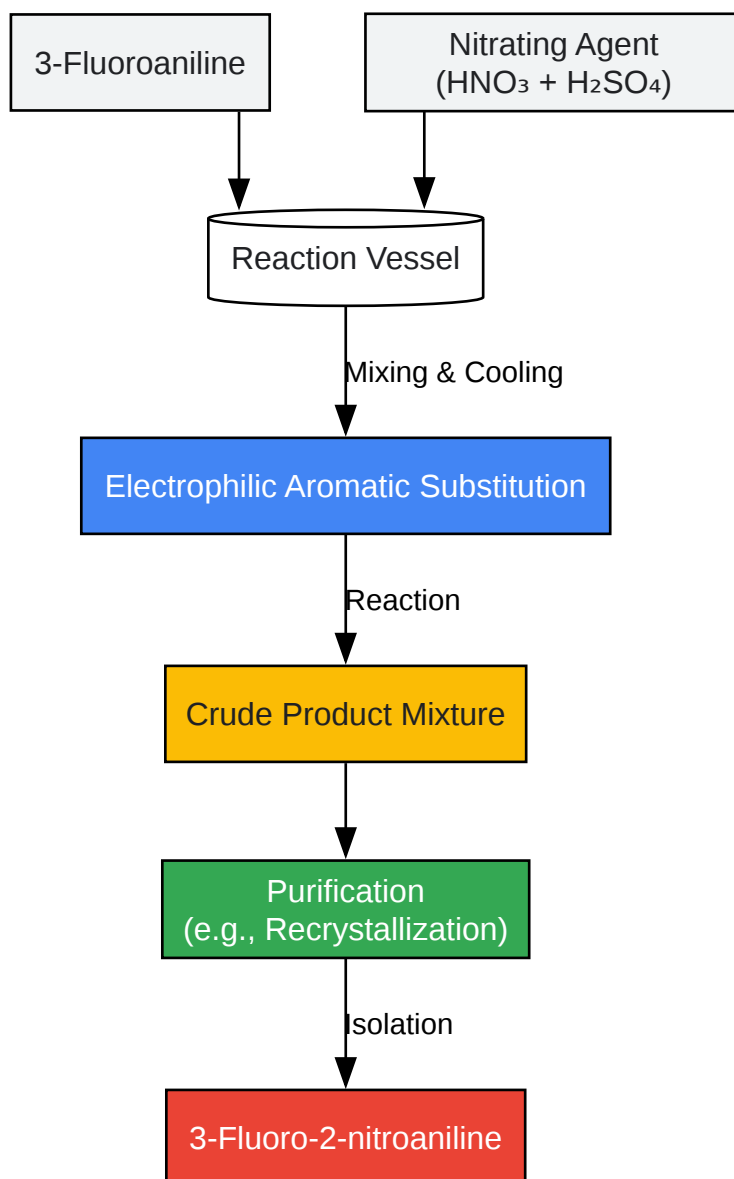 3-Fluoroaniline
Nitrating Agent
(HNO₃ + H₂SO₄)
Reaction Vessel
Mixing & Cooling
Electrophilic Aromatic Substitution
Reaction
Crude Product Mixture
Purification
(e.g., Recrystallization)
Isolation
3-Fluoro-2-nitroaniline